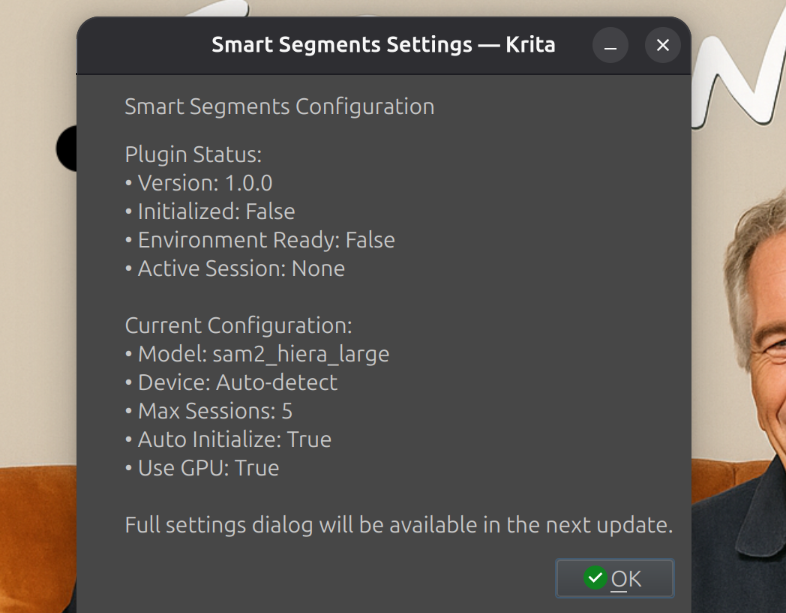 Smart Segments Settings — Krita
Smart Segments Configuration
Plugin Status:
• Version: 1.0.0
• Initialized: False
• Environment Ready: False
• Active Session: None
Current Configuration:
• Model: sam2_hiera_large
• Device: Auto-detect
• Max Sessions: 5
• Auto Initialize: True
• Use GPU: True
Full settings dialog will be available in the next update.
OK